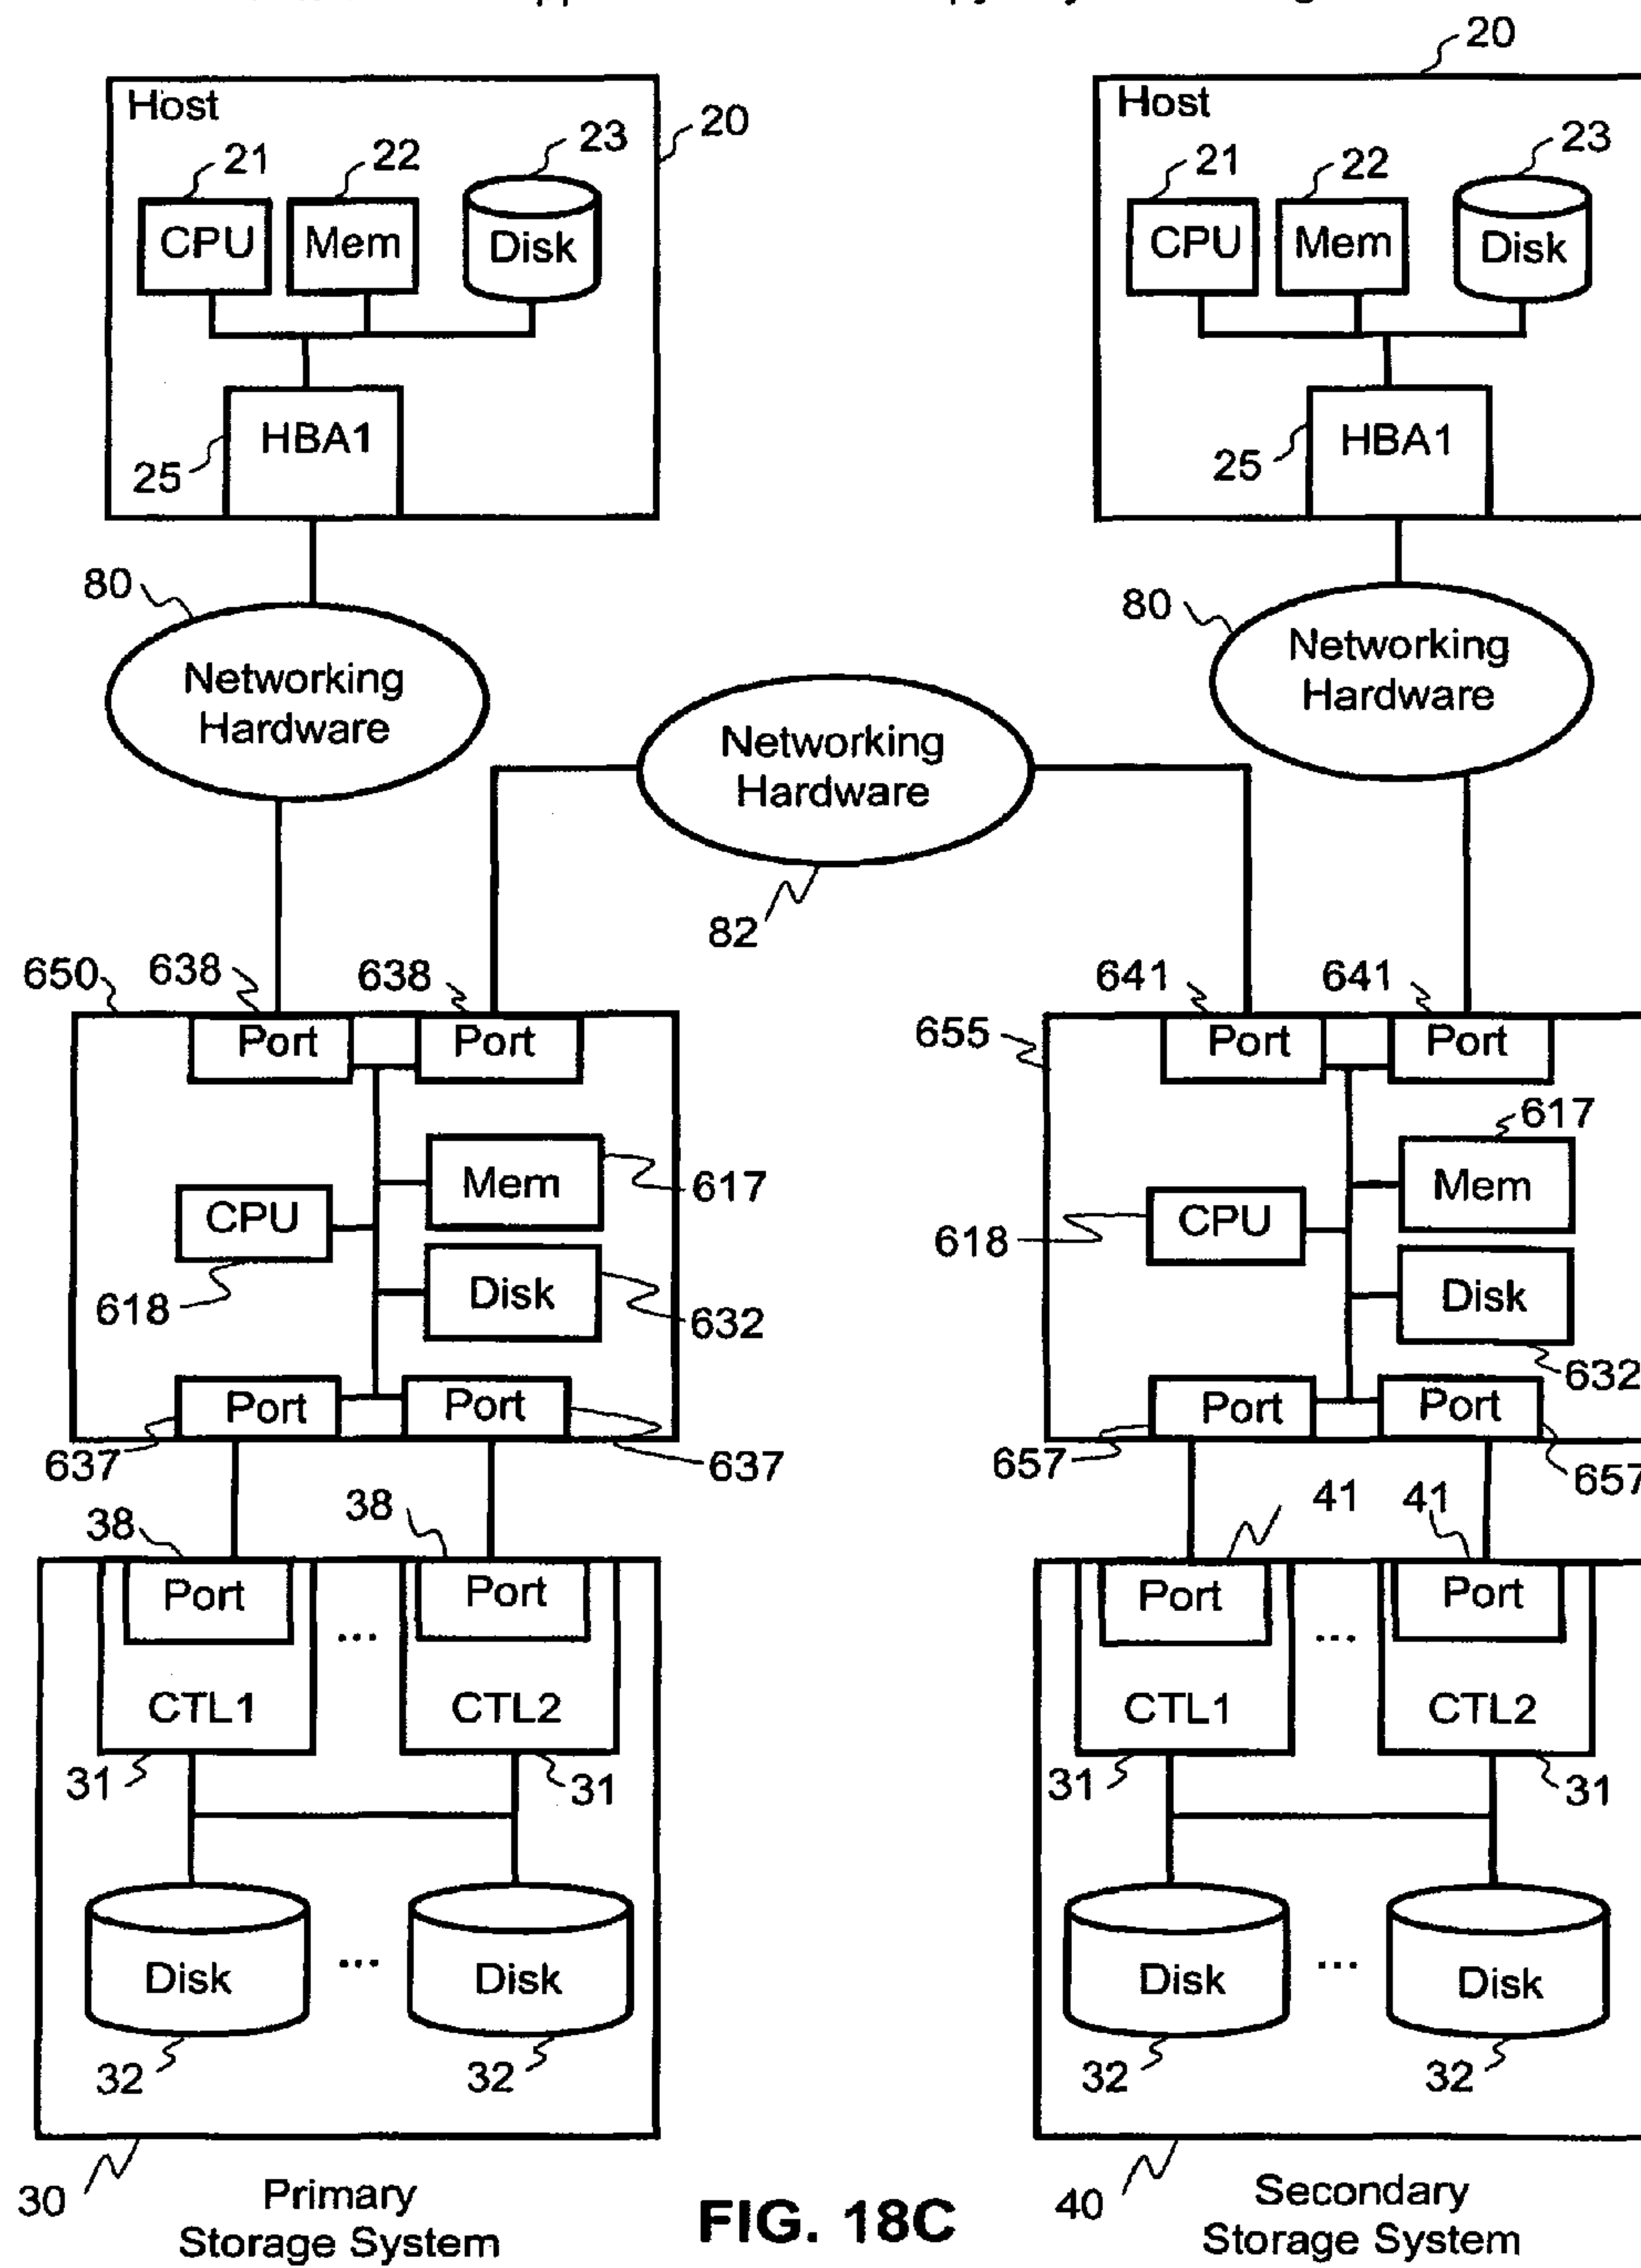 20
Host
Host
20
21
22
23
21
22
23
CPU
Mem
Disk
CPU
Mem
Disk
HBA1
HBA1
25
25
80
80
Networking
Hardware
Networking
Hardware
Networking
Hardware
82
650
638
638
641
641
655
Port
Port
Port
Port
617
Mem
617
Mem
CPU
CPU
618
618
Disk
632
Disk
632
Port
Port
Port
Port
637
637
657
657
38
38
41
41
Port
...
Port
Port
...
Port
CTL1
CTL2
CTL1
CTL2
31
31
31
31
Disk
...
Disk
Disk
...
Disk
32
32
32
32
30
Primary
Storage System
FIG. 18C
40
Secondary
Storage System